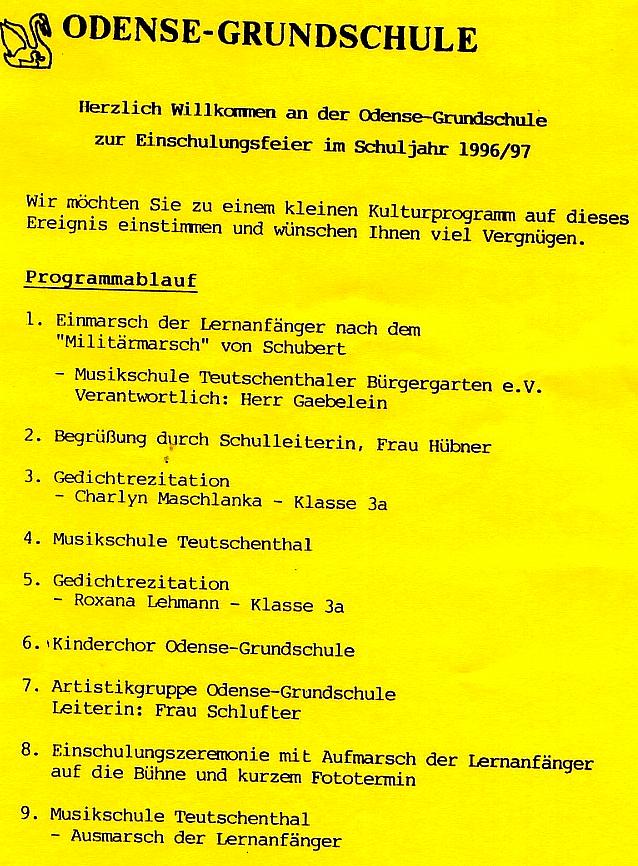 ODENSE-GRUNDSCHULE
Herzlich Willkommen an der Odense-Grundschule
zur Einschulungsfeier im Schuljahr 1996/97
Wir möchten Sie zu einem kleinen Kulturprogramm auf dieses
Ereignis einstimmen und wünschen Ihnen viel Vergnügen.
Programmablauf
1. Einmarsch der Lernanfänger nach dem
"Militärmarsch" von Schubert
- Musikschule Teutschenthaler Bürgergarten e.V.
Verantwortlich: Herr Gaebelein
2. Begrüßung durch Schulleiterin, Frau Hübner
3. Gedichtrezitation
- Charlyn Maschlanka - Klasse 3a
4. Musikschule Teutschenthal
5. Gedichtrezitation
- Roxana Lehmann - Klasse 3a
6. Kinderchor Odense-Grundschule
7. Artistikgruppe Odense-Grundschule
Leiterin: Frau Schlufter
8. Einschulungszeremonie mit Aufmarsch der Lernanfänger
auf die Bühne und kurzem Fototermin
9. Musikschule Teutschenthal
- Ausmarsch der Lernanfänger